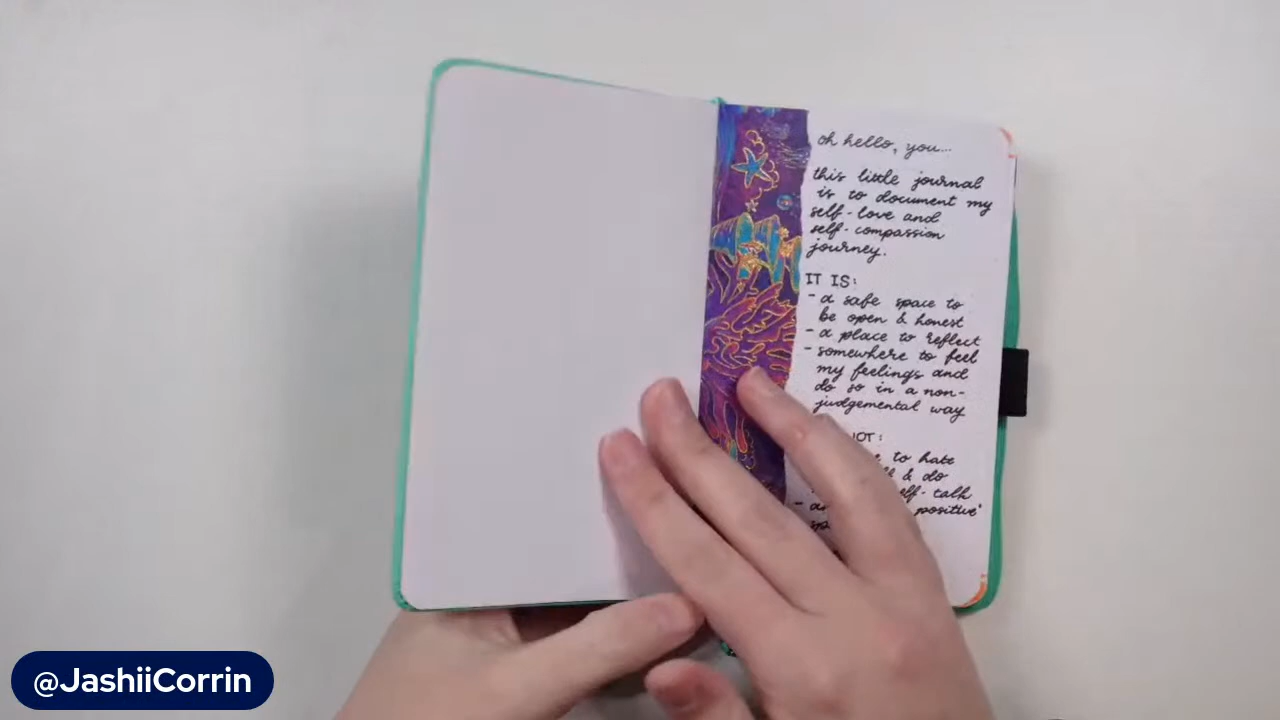 oh hello, you...
this little journal
is to document my
self-love and
self-compassion
journey.
IT IS:
- a safe space to
be open & honest
- a place to reflect
- somewhere to feel
my feelings and
do so in a non-
judgemental way
to hate
& do
talk
positive"
@JashiiCorrin